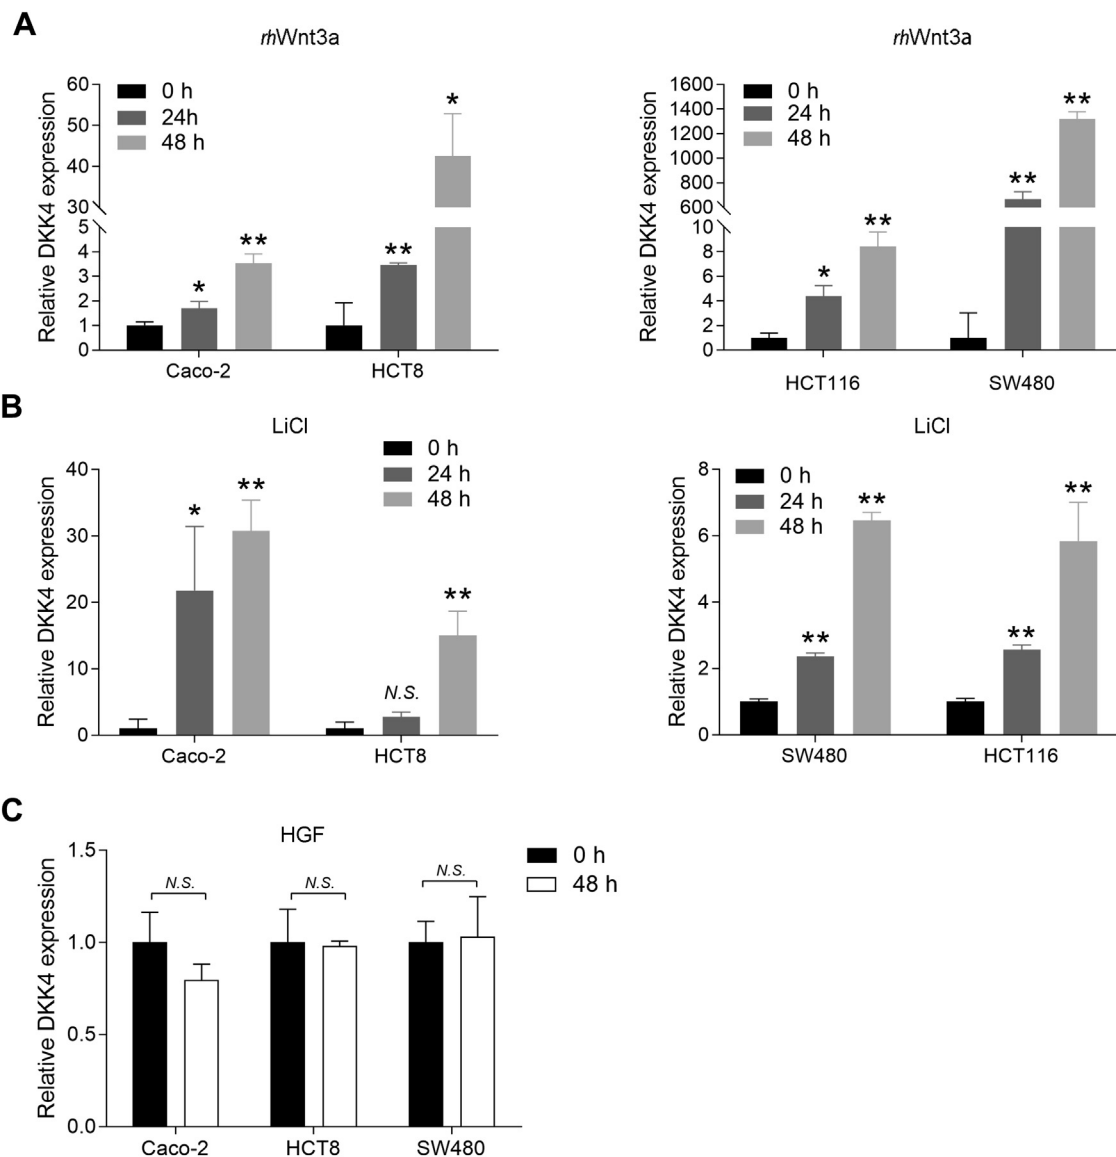 A
rhWnt3a
Relative DKK4 expression
60
50
40
30
5
4
3
2
1
0
0 h
24h
48 h
*
**
**
*
Caco-2
HCT8
rhWnt3a
Relative DKK4 expression
1600
1400
1200
1000
800
600
10
8
6
4
2
0
0 h
24 h
48 h
*
**
**
**
HCT116
SW480
B
LiCl
Relative DKK4 expression
40
30
20
10
0
0 h
24 h
48 h
*
**
N.S.
**
Caco-2
HCT8
LiCl
Relative DKK4 expression
8
6
4
2
0
0 h
24 h
48 h
**
**
**
**
SW480
HCT116
C
HGF
Relative DKK4 expression
1.5
1.0
0.5
0.0
0 h
48 h
N.S.
N.S.
N.S.
Caco-2
HCT8
SW480